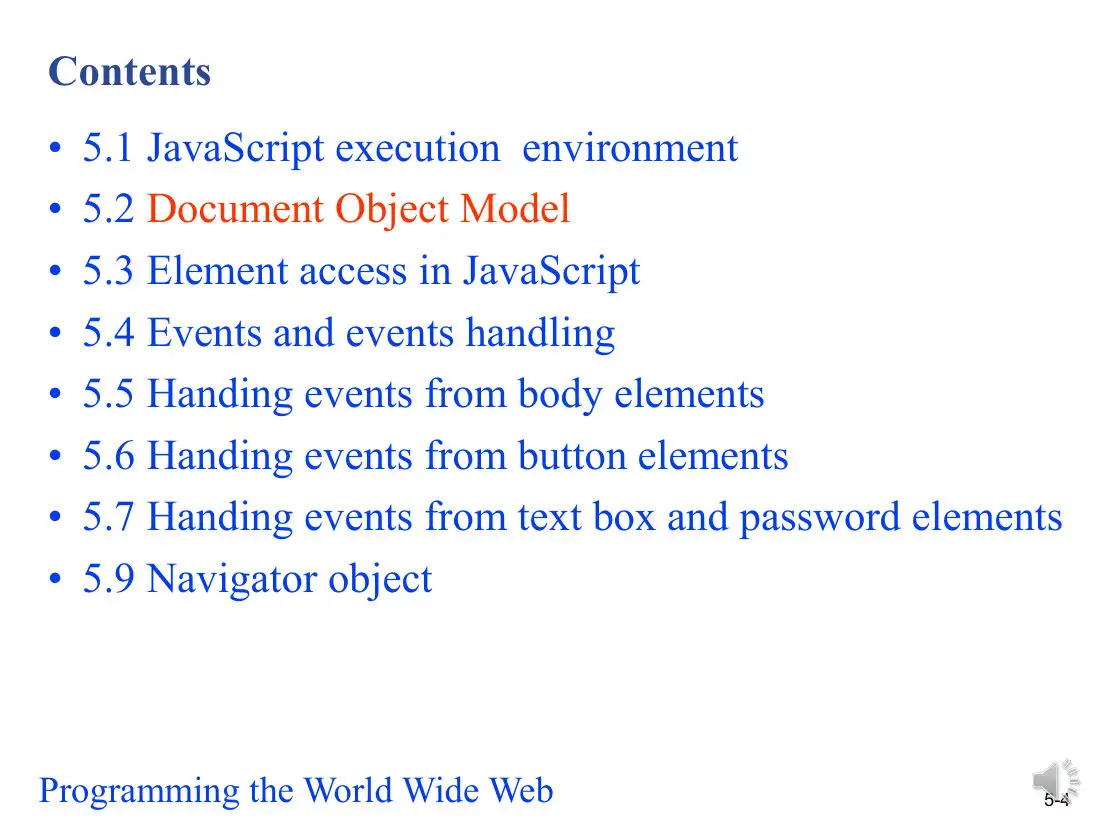 Contents
• 5.1 JavaScript execution  environment
• 5.2 Document Object Model
• 5.3 Element access in JavaScript
• 5.4 Events and events handling
• 5.5 Handing events from body elements
• 5.6 Handing events from button elements
• 5.7 Handing events from text box and password elements
• 5.9 Navigator object
Programming the World Wide Web
5-4